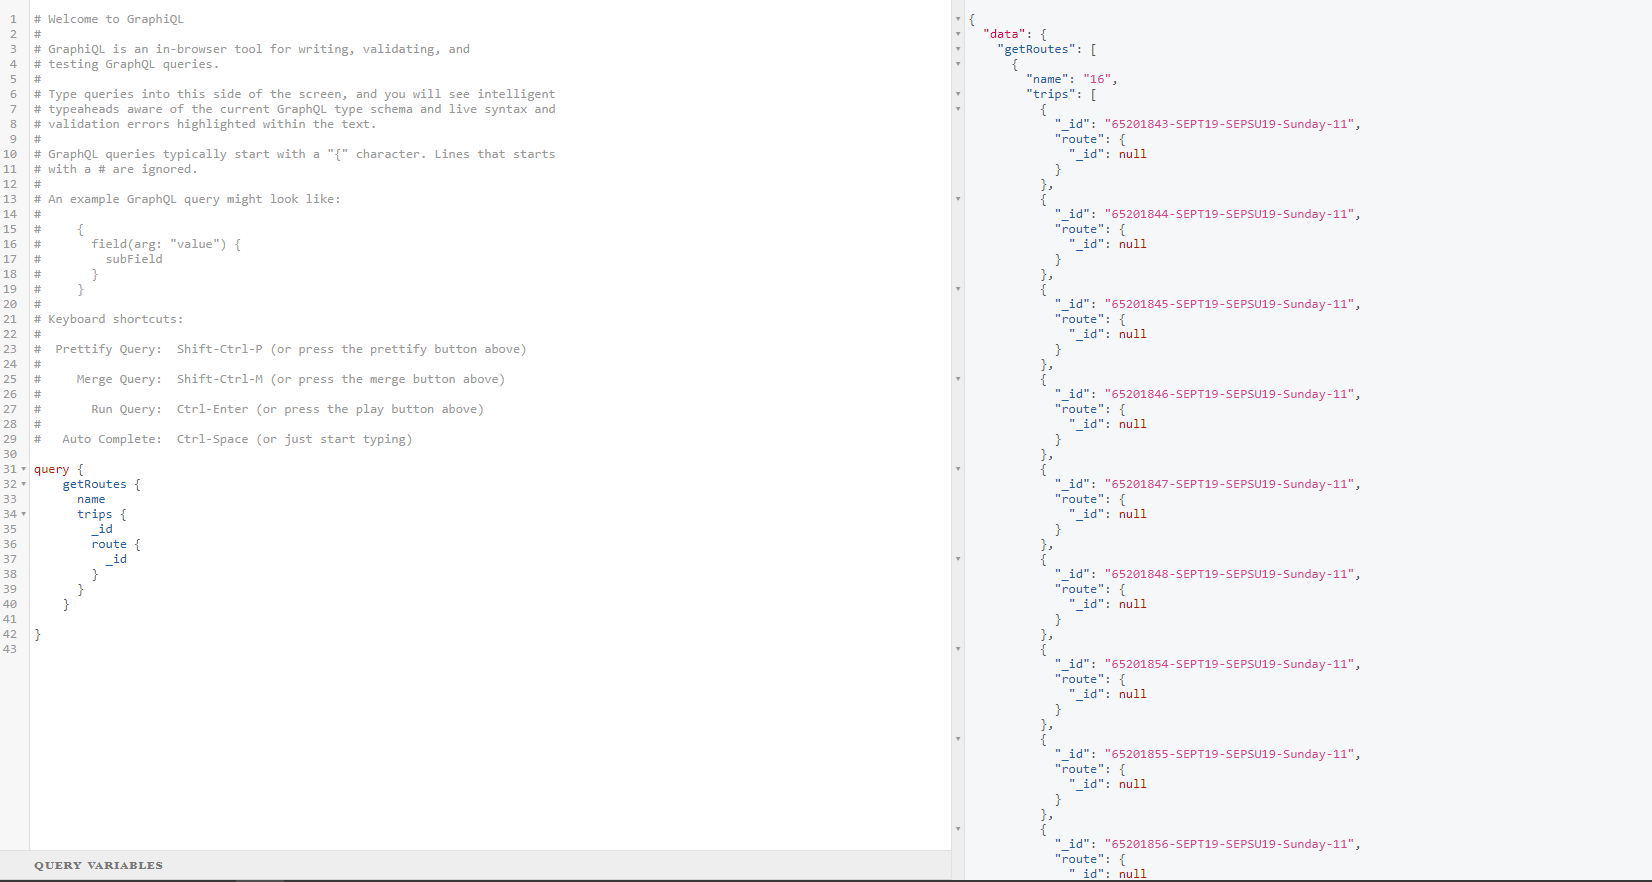 1 # Welcome to GraphiQL
2 #
3 # GraphiQL is an in-browser tool for writing, validating, and
4 # testing GraphQL queries.
5 #
6 # Type queries into this side of the screen, and you will see intelligent
7 # typeaheads aware of the current GraphQL type schema and live syntax and
8 # validation errors highlighted within the text.
9 #
10 # GraphQL queries typically start with a "{" character. Lines that starts
11 # with a # are ignored.
12 #
13 # An example GraphQL query might look like:
14 #
15 #     {
16 #       field(arg: "value") {
17 #         subField
18 #       }
19 #     }
20 #
21 # Keyboard shortcuts:
22 #
23 #  Prettify Query:  Shift-Ctrl-P (or press the prettify button above)
24 #
25 #     Merge Query:  Shift-Ctrl-M (or press the merge button above)
26 #
27 #       Run Query:  Ctrl-Enter (or press the play button above)
28 #
29 #   Auto Complete:  Ctrl-Space (or just start typing)
30
31 query {
32     getRoutes {
33       name
34       trips {
35         _id
36         route {
37           _id
38         }
39       }
40     }
41
42 }
43
QUERY VARIABLES
{
  "data": {
    "getRoutes": [
      {
        "name": "16",
        "trips": [
          {
            "_id": "65201843-SEPT19-SEPSU19-Sunday-11",
            "route": {
              "_id": null
            }
          },
          {
            "_id": "65201844-SEPT19-SEPSU19-Sunday-11",
            "route": {
              "_id": null
            }
          },
          {
            "_id": "65201845-SEPT19-SEPSU19-Sunday-11",
            "route": {
              "_id": null
            }
          },
          {
            "_id": "65201846-SEPT19-SEPSU19-Sunday-11",
            "route": {
              "_id": null
            }
          },
          {
            "_id": "65201847-SEPT19-SEPSU19-Sunday-11",
            "route": {
              "_id": null
            }
          },
          {
            "_id": "65201848-SEPT19-SEPSU19-Sunday-11",
            "route": {
              "_id": null
            }
          },
          {
            "_id": "65201854-SEPT19-SEPSU19-Sunday-11",
            "route": {
              "_id": null
            }
          },
          {
            "_id": "65201855-SEPT19-SEPSU19-Sunday-11",
            "route": {
              "_id": null
            }
          },
          {
            "_id": "65201856-SEPT19-SEPSU19-Sunday-11",
            "route": {
              "_id": null